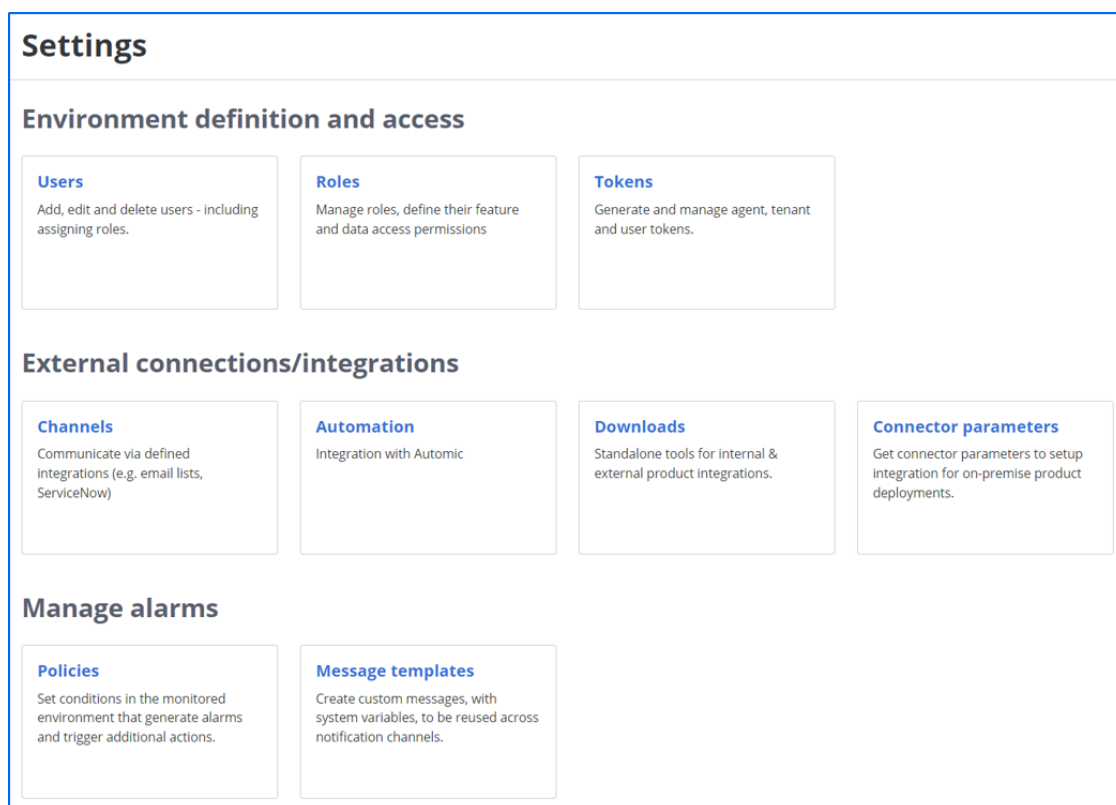 Settings
Environment definition and access
Users
Add, edit and delete users - including
assigning roles.
Roles
Manage roles, define their feature
and data access permissions
Tokens
Generate and manage agent, tenant
and user tokens.
External connections/integrations
Channels
Communicate via defined
integrations (e.g. email lists,
ServiceNow)
Automation
Integration with Automic
Downloads
Standalone tools for internal &
external product integrations.
Connector parameters
Get connector parameters to setup
integration for on-premise product
deployments.
Manage alarms
Policies
Set conditions in the monitored
environment that generate alarms
and trigger additional actions.
Message templates
Create custom messages, with
system variables, to be reused across
notification channels.